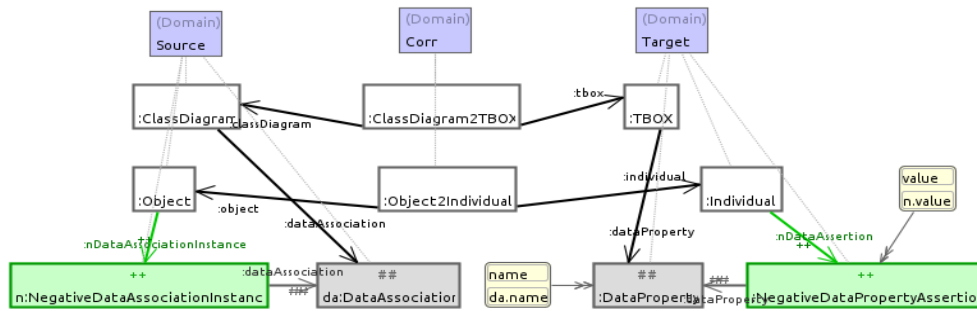 (Domain)
Source
(Domain)
Corr
(Domain)
Target
:ClassDiagram
:classDiagram
:ClassDiagram2TBOX
:tbox
:TBOX
:Object
:object
:Object2Individual
:individual
:Individual
value
n.value
++
:nDataAssociationInstance
:dataAssociation
:dataProperty
:nDataAssertion
++
++
n:NegativeDataAssociationInstanc
:dataAssociation
##
##
da:DataAssociation
name
da.name
##
:DataProperty
##
:dataProperty
++
:NegativeDataPropertyAssertio